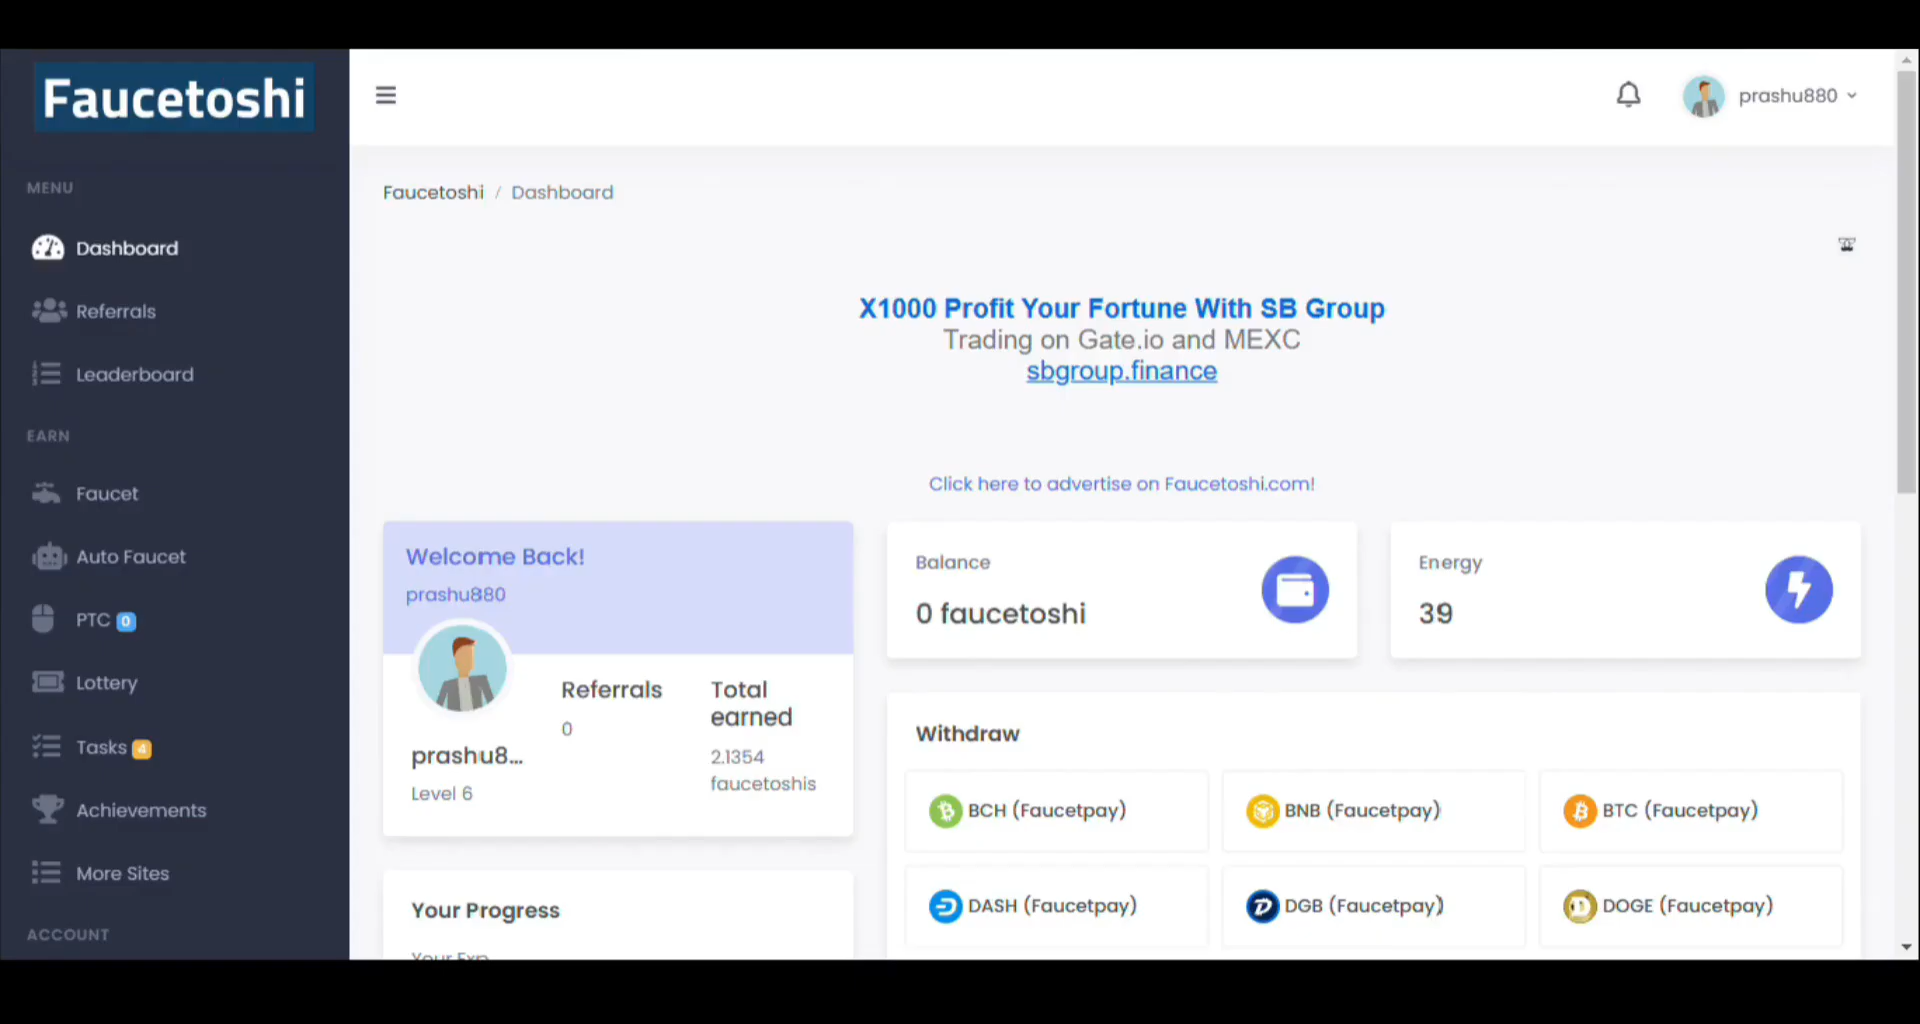 Faucetoshi
prashu880
MENU
Dashboard
Referrals
Leaderboard
EARN
Faucet
Auto Faucet
PTC 0
Lottery
Tasks 4
Achievements
More Sites
ACCOUNT
Faucetoshi / Dashboard
X1000 Profit Your Fortune With SB Group
Trading on Gate.io and MEXC
sbgroup.finance
Click here to advertise on Faucetoshi.com!
Welcome Back!
prashu880
prashu8...
Level 6
Referrals
0
Total
earned
2.1354
faucetoshis
Your Progress
Your Exp
Balance
0 faucetoshi
Energy
39
Withdraw
BCH (Faucetpay)
BNB (Faucetpay)
BTC (Faucetpay)
DASH (Faucetpay)
DGB (Faucetpay)
DOGE (Faucetpay)